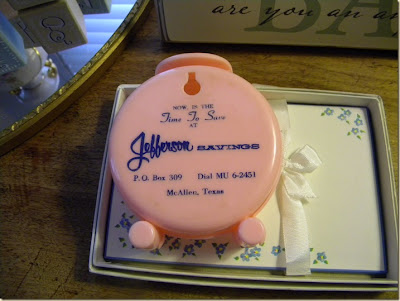 are you an an
NOW IS THE
Time To Save
AT
Jefferson SAVINGS
P. O. Box 309 Dial MU 6-2451
McAllen, Texas